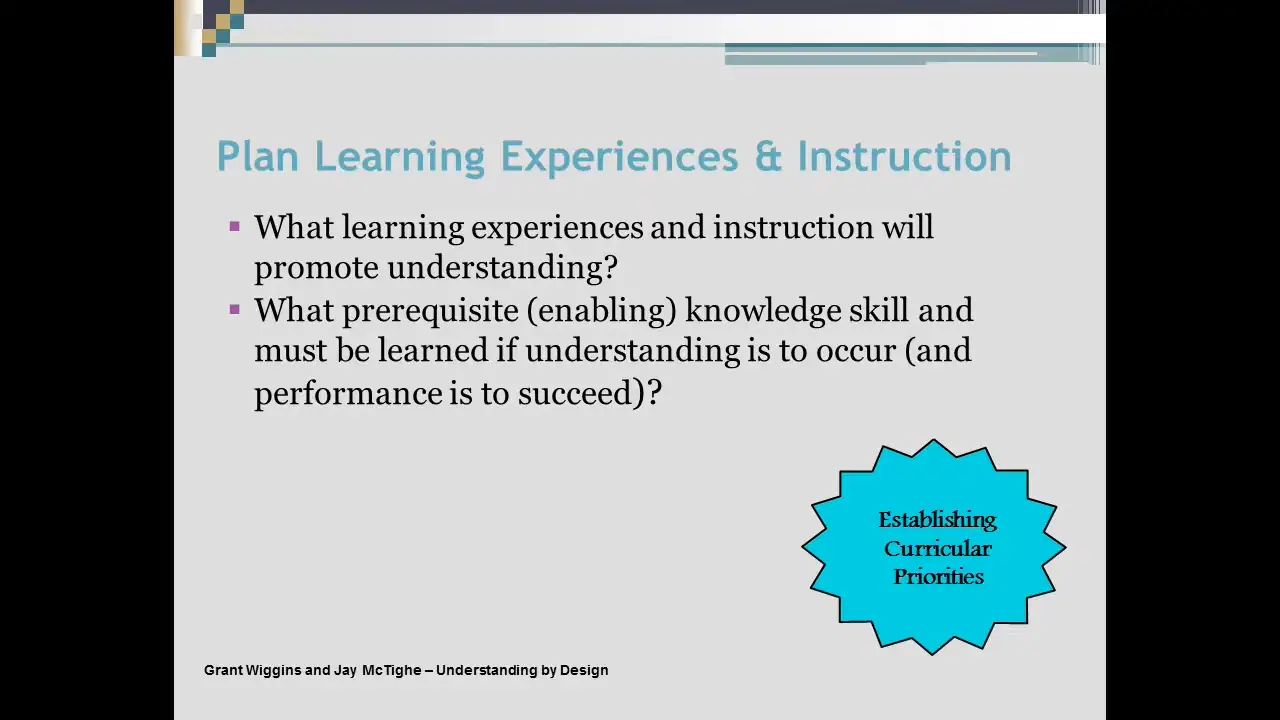 Plan Learning Experiences & Instruction
▪ What learning experiences and instruction will
promote understanding?
▪ What prerequisite (enabling) knowledge skill and
must be learned if understanding is to occur (and
performance is to succeed)?
Establishing
Curricular
Priorities
Grant Wiggins and Jay McTighe – Understanding by Design